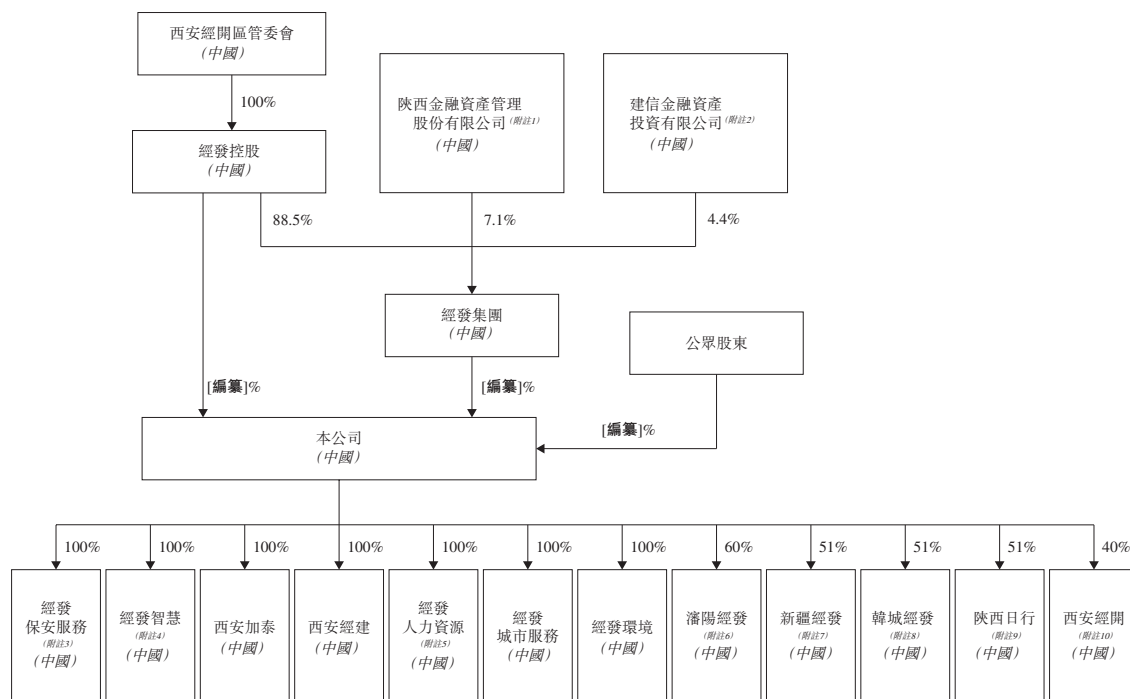 西安經開區管委會
(中國)
100%
陝西金融資產管理
股份有限公司(附註1)
(中國)
建信金融資產
投資有限公司(附註2)
(中國)
經發控股
(中國)
88.5%
7.1%
4.4%
經發集團
(中國)
公眾股東
[編纂]%
[編纂]%
[編纂]%
本公司
(中國)
100%
100%
100%
100%
100%
100%
100%
60%
51%
51%
51%
40%
經發
保安服務
(附註3)
(中國)
經發智慧
(附註4)
(中國)
西安加泰
(中國)
西安經建
(中國)
經發
人力資源
(附註5)
(中國)
經發
城市服務
(中國)
經發環境
(中國)
瀋陽經發
(附註6)
(中國)
新疆經發
(附註7)
(中國)
韓城經發
(附註8)
(中國)
陝西日行
(附註9)
(中國)
西安經開
(附註10)
(中國)